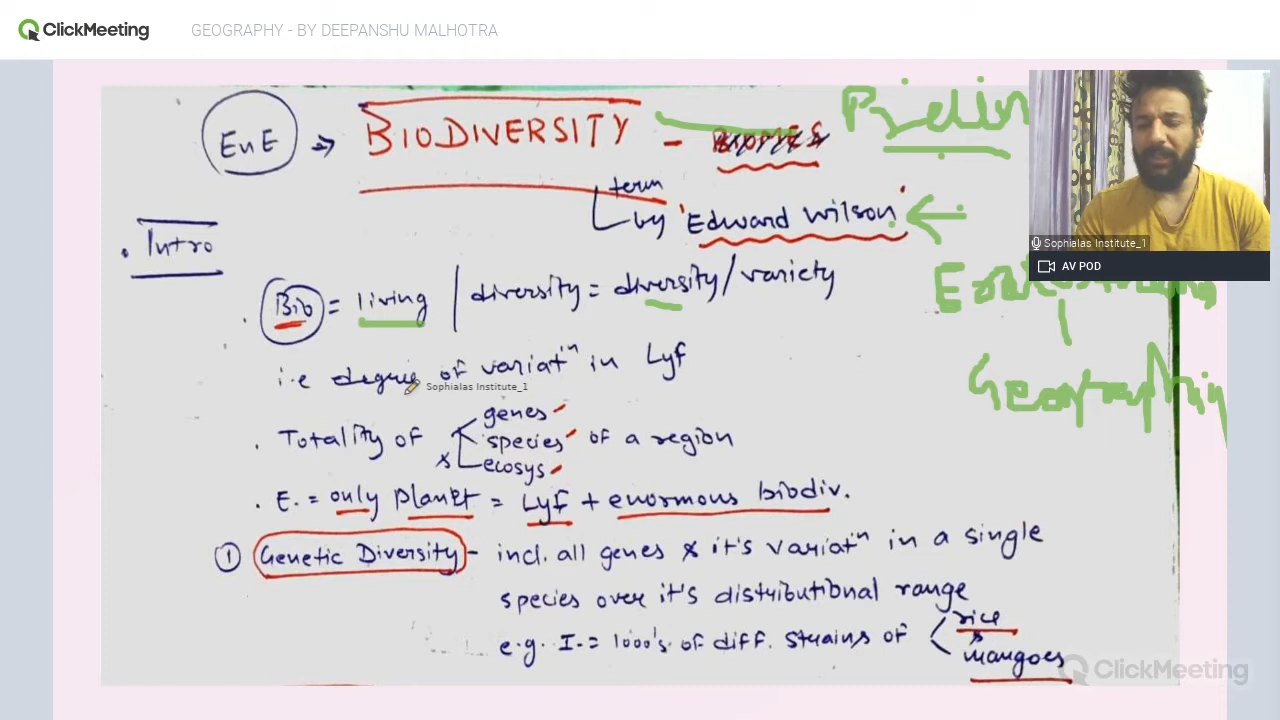 ClickMeeting
GEOGRAPHY - BY DEEPANSHU MALHOTRA
EnE → BIODIVERSITY -
Prelim
term
by 'Edward Wilson'
. Intro
Sophialas Institute_1
AV POD
. Bio = living | diversity = diversity/variety
i.e degree of variatⁿ in Lyf
Sophialas Institute_1
genes
. Totality of species of a region
& ecosys
. E. = only planet = Lyf + enormous biodiv.
① Genetic Diversity - incl. all genes & it's variatⁿ in a single
species over it's distributional range
e.g. I. = 1000's. of diff. strains of rice
& mangoes
ClickMeeting